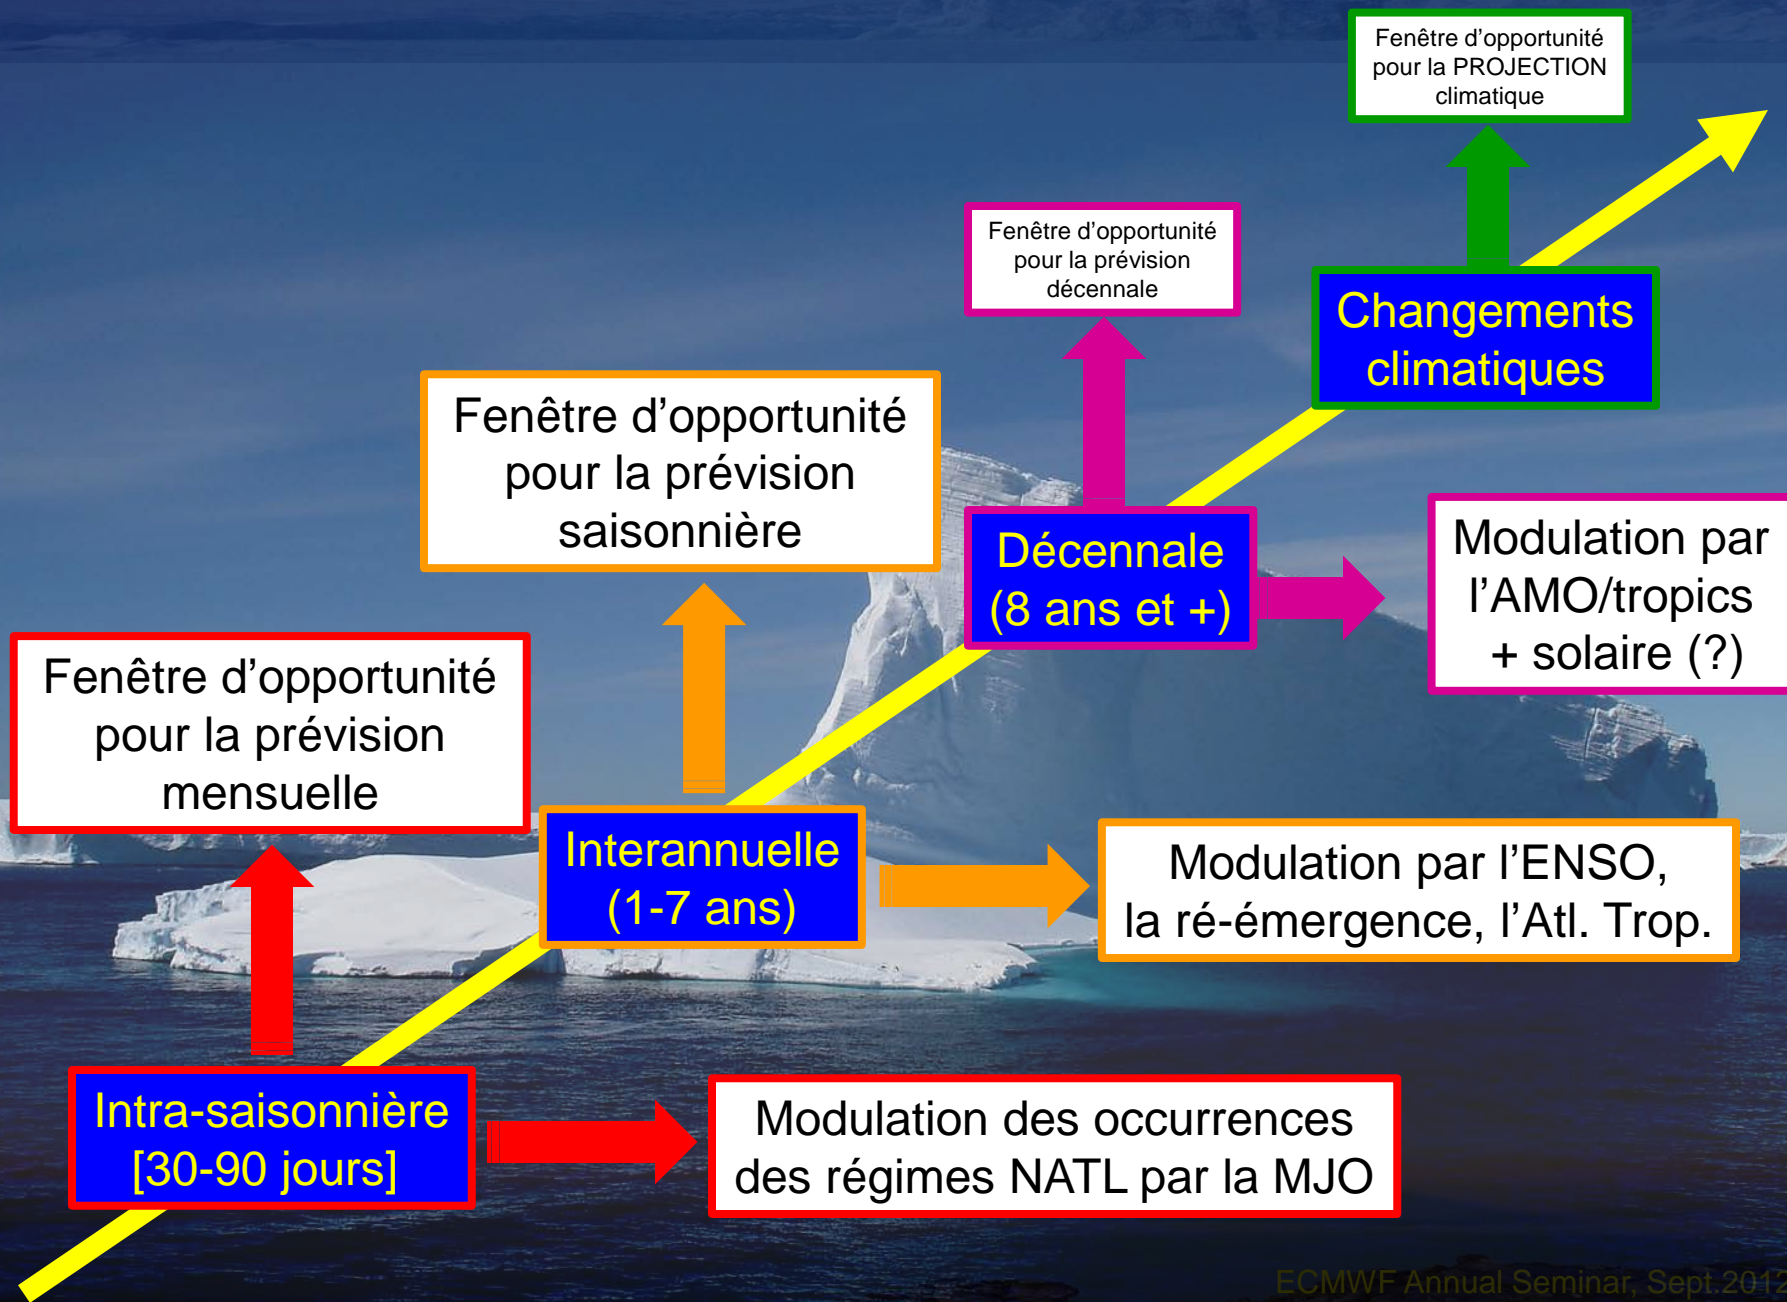 Fenêtre d’opportunité
pour la PROJECTION
climatique
Fenêtre d’opportunité
pour la prévision
décennale
Changements
climatiques
Fenêtre d’opportunité
pour la prévision
saisonnière
Décennale
(8 ans et +)
Modulation par
l’AMO/tropics
+ solaire (?)
Fenêtre d’opportunité
pour la prévision
mensuelle
Interannuelle
(1-7 ans)
Modulation par l’ENSO,
la ré-émergence, l’Atl. Trop.
Intra-saisonnière
[30-90 jours]
Modulation des occurrences
des régimes NATL par la MJO
ECMWF Annual Seminar, Sept.2012